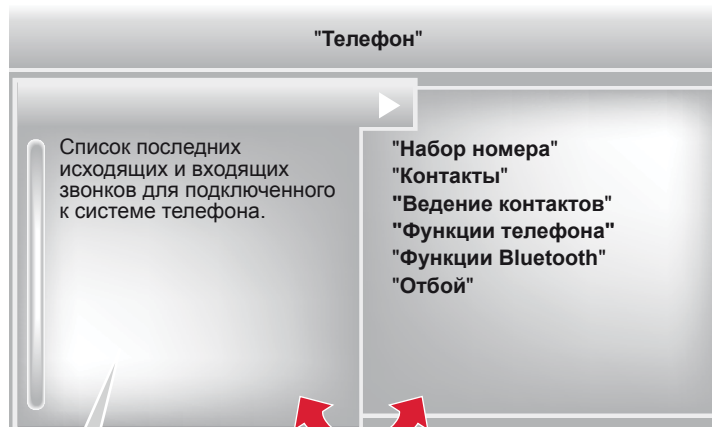 "Телефон"
Список последних
исходящих и входящих
звонков для подключенного
к системе телефона.
"Набор номера"
"Контакты"
"Ведение контактов"
"Функции телефона"
"Функции Bluetooth"
"Отбой"